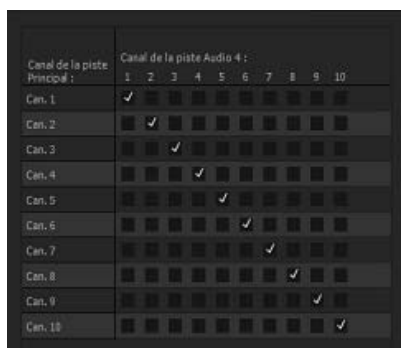 Canal de la piste Audio 4 :
Canal de la piste
Principal :
1 2 3 4 5 6 7 8 9 10
Can. 1
Can. 2
Can. 3
Can. 4
Can. 5
Can. 6
Can. 7
Can. 8
Can. 9
Can. 10